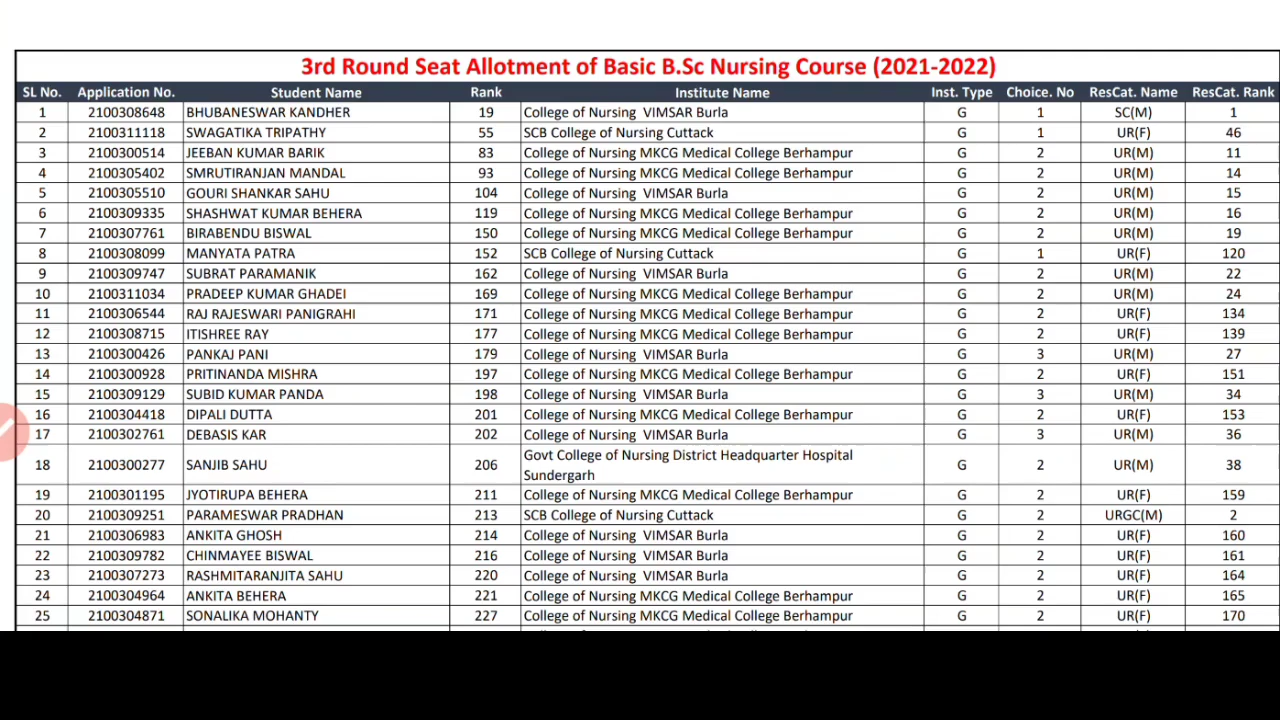 3rd Round Seat Allotment of Basic B.Sc Nursing Course (2021-2022)
SL No. Application No. Student Name Rank Institute Name Inst. Type Choice. No ResCat. Name ResCat. Rank
1 2100308648 BHUBANESWAR KANDHER 19 College of Nursing VIMSAR Burla G 1 SC(M) 1
2 2100311118 SWAGATIKA TRIPATHY 55 SCB College of Nursing Cuttack G 1 UR(F) 46
3 2100300514 JEEBAN KUMAR BARIK 83 College of Nursing MKCG Medical College Berhampur G 2 UR(M) 11
4 2100305402 SMRUTIRANJAN MANDAL 93 College of Nursing MKCG Medical College Berhampur G 2 UR(M) 14
5 2100305510 GOURI SHANKAR SAHU 104 College of Nursing VIMSAR Burla G 2 UR(M) 15
6 2100309335 SHASHWAT KUMAR BEHERA 119 College of Nursing MKCG Medical College Berhampur G 2 UR(M) 16
7 2100307761 BIRABENDU BISWAL 150 College of Nursing MKCG Medical College Berhampur G 2 UR(M) 19
8 2100308099 MANYATA PATRA 152 SCB College of Nursing Cuttack G 1 UR(F) 120
9 2100309747 SUBRAT PARAMANIK 162 College of Nursing VIMSAR Burla G 2 UR(M) 22
10 2100311034 PRADEEP KUMAR GHADEI 169 College of Nursing MKCG Medical College Berhampur G 2 UR(M) 24
11 2100306544 RAJ RAJESWARI PANIGRAHI 171 College of Nursing MKCG Medical College Berhampur G 2 UR(F) 134
12 2100308715 ITISHREE RAY 177 College of Nursing MKCG Medical College Berhampur G 2 UR(F) 139
13 2100300426 PANKAJ PANI 179 College of Nursing VIMSAR Burla G 3 UR(M) 27
14 2100300928 PRITINANDA MISHRA 197 College of Nursing MKCG Medical College Berhampur G 2 UR(F) 151
15 2100309129 SUBID KUMAR PANDA 198 College of Nursing VIMSAR Burla G 3 UR(M) 34
16 2100304418 DIPALI DUTTA 201 College of Nursing MKCG Medical College Berhampur G 2 UR(F) 153
17 2100302761 DEBASIS KAR 202 College of Nursing VIMSAR Burla G 3 UR(M) 36
18 2100300277 SANJIB SAHU 206 Govt College of Nursing District Headquarter Hospital G 2 UR(M) 38
Sundergarh
19 2100301195 JYOTIRUPA BEHERA 211 College of Nursing MKCG Medical College Berhampur G 2 UR(F) 159
20 2100309251 PARAMESWAR PRADHAN 213 SCB College of Nursing Cuttack G 2 URGC(M) 2
21 2100306983 ANKITA GHOSH 214 College of Nursing VIMSAR Burla G 2 UR(F) 160
22 2100309782 CHINMAYEE BISWAL 216 College of Nursing VIMSAR Burla G 2 UR(F) 161
23 2100307273 RASHMITARANJITA SAHU 220 College of Nursing VIMSAR Burla G 2 UR(F) 164
24 2100304964 ANKITA BEHERA 221 College of Nursing MKCG Medical College Berhampur G 2 UR(F) 165
25 2100304871 SONALIKA MOHANTY 227 College of Nursing MKCG Medical College Berhampur G 2 UR(F) 170